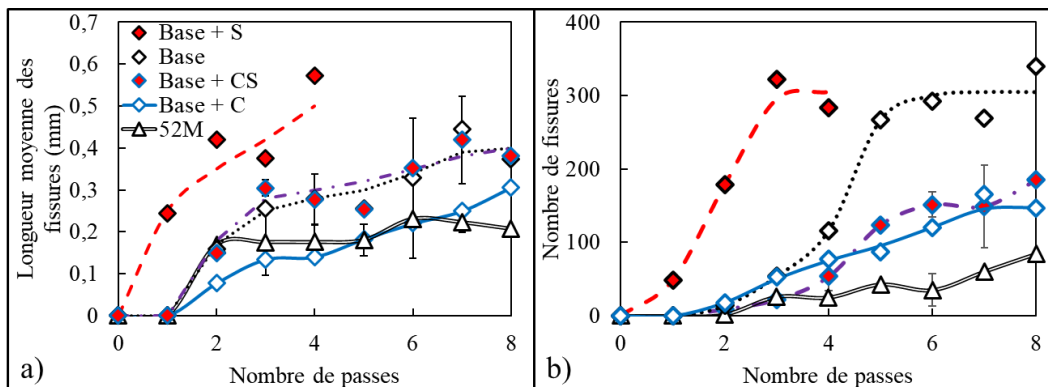 0,7
0,6
0,5
0,4
0,3
0,2
0,1
0
Longueur moyenne des
fissures (mm)
Base + S
Base
Base + CS
Base + C
52M
0 2 4 6 8
Nombre de passes
a)
400
300
200
100
0
Nombre de fissures
0 2 4 6 8
Nombre de passes
b)